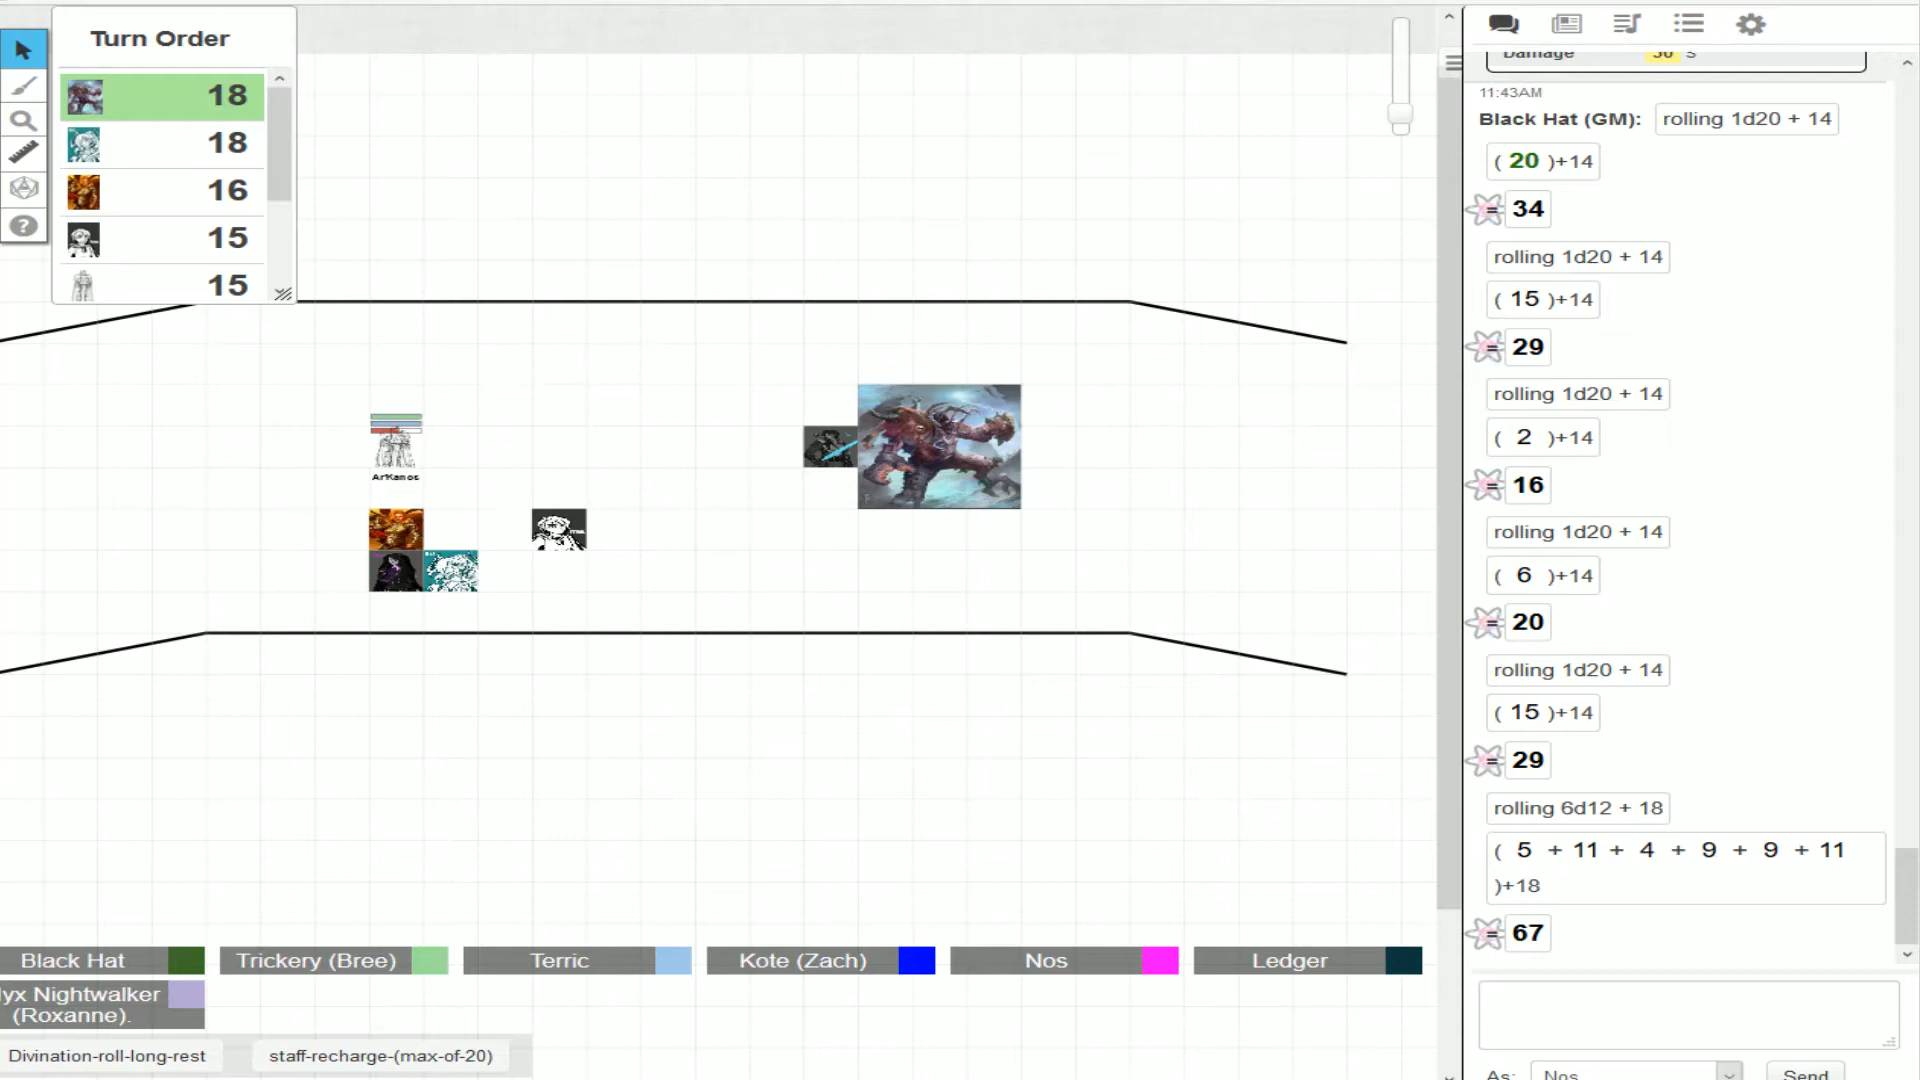 Turn Order
18
18
16
15
15
ArKanos
Damage 30 s
11:43AM
Black Hat (GM): rolling 1d20 + 14
( 20 )+14
= 34
rolling 1d20 + 14
( 15 )+14
= 29
rolling 1d20 + 14
( 2 )+14
= 16
rolling 1d20 + 14
( 6 )+14
= 20
rolling 1d20 + 14
( 15 )+14
= 29
rolling 6d12 + 18
( 5 + 11 + 4 + 9 + 9 + 11
)+18
= 67
Black Hat
Trickery (Bree)
Terric
Kote (Zach)
Nos
Ledger
yx Nightwalker
(Roxanne).
Divination-roll-long-rest
staff-recharge-(max-of-20)
As: Nos
Send